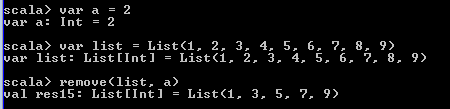 scala> var a = 2
var a: Int = 2
scala> var list = List(1, 2, 3, 4, 5, 6, 7, 8, 9)
var list: List[Int] = List(1, 2, 3, 4, 5, 6, 7, 8, 9)
scala> remove(list, a)
val res15: List[Int] = List(1, 3, 5, 7, 9)